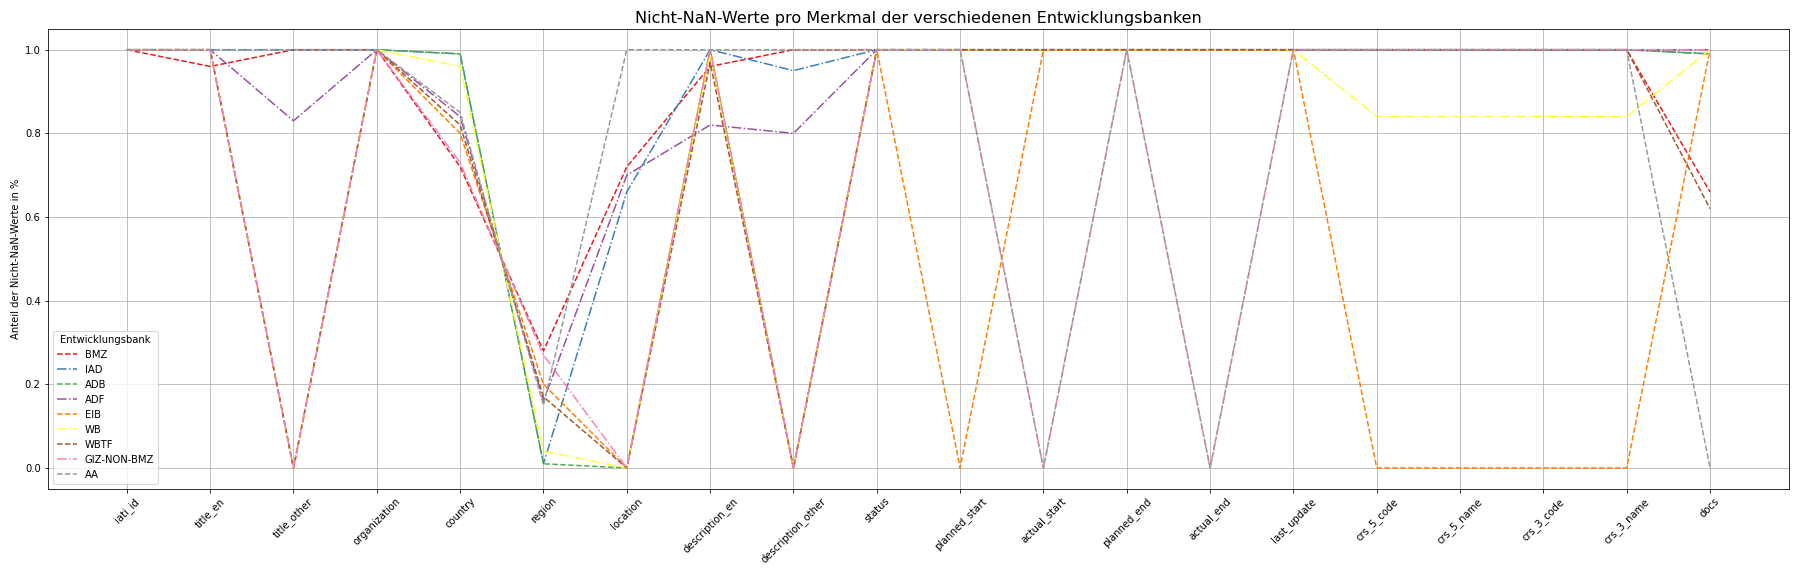 Nicht-NaN-Werte pro Merkmal der verschiedenen Entwicklungsbanken
Anteil der Nicht-NaN-Werte in %
1.0
0.8
0.6
0.4
0.2
0.0
Entwicklungsbank
BMZ
IAD
ADB
ADF
EIB
WB
WBTF
GIZ-NON-BMZ
AA
iati_id
title_en
title_other
organization
country
region
location
description_en
description_other
status
planned_start
actual_start
planned_end
actual_end
last_update
crs_5_code
crs_5_name
crs_3_code
crs_3_name
docs